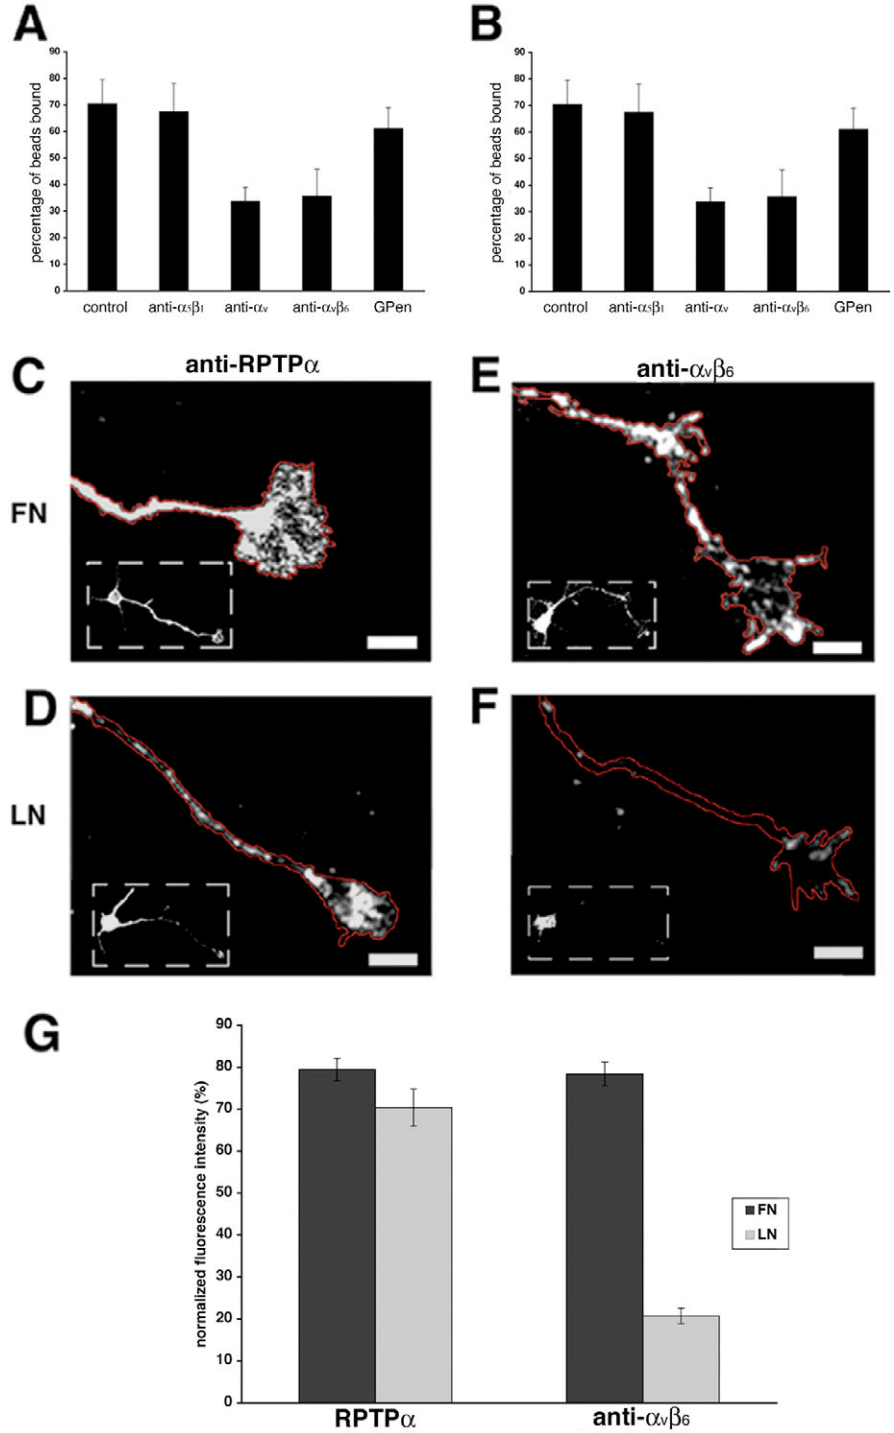 A
B
90
80
70
60
50
40
30
20
10
0
percentage of beads bound
control anti-α5β1 anti-αv anti-αvβ6 GPen
90
80
70
60
50
40
30
20
10
0
percentage of beads bound
control anti-α5β1 anti-αv anti-αvβ6 GPen
C
anti-RPTPα
E
anti-αvβ6
FN
D
F
LN
G
90
80
70
60
50
40
30
20
10
0
normalized fluorescence intensity (%)
FN
LN
RPTPα anti-αvβ6